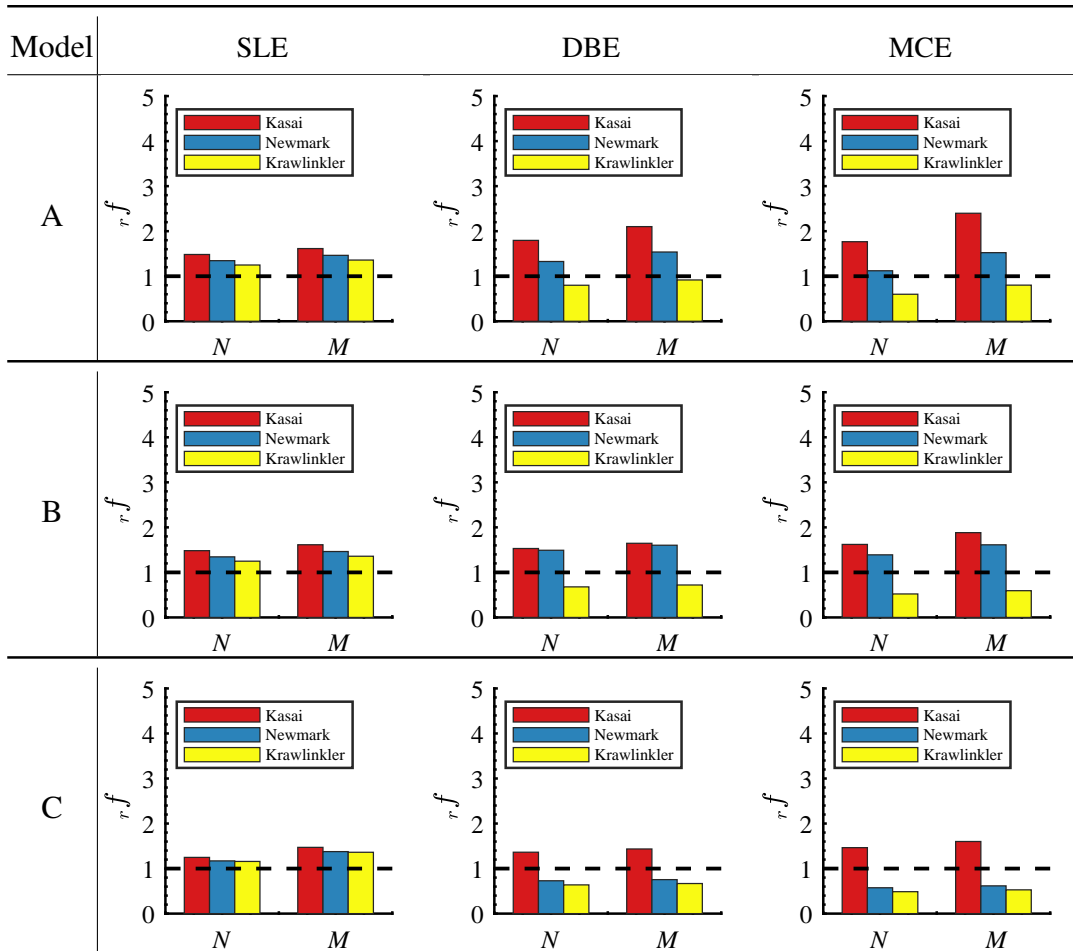 Model SLE DBE MCE
A
5
4
3
2
1
0
r f
Kasai
Newmark
Krawlinkler
N M
5
4
3
2
1
0
r f
Kasai
Newmark
Krawlinkler
N M
5
4
3
2
1
0
r f
Kasai
Newmark
Krawlinkler
N M
B
5
4
3
2
1
0
r f
Kasai
Newmark
Krawlinkler
N M
5
4
3
2
1
0
r f
Kasai
Newmark
Krawlinkler
N M
5
4
3
2
1
0
r f
Kasai
Newmark
Krawlinkler
N M
C
5
4
3
2
1
0
r f
Kasai
Newmark
Krawlinkler
N M
5
4
3
2
1
0
r f
Kasai
Newmark
Krawlinkler
N M
5
4
3
2
1
0
r f
Kasai
Newmark
Krawlinkler
N M